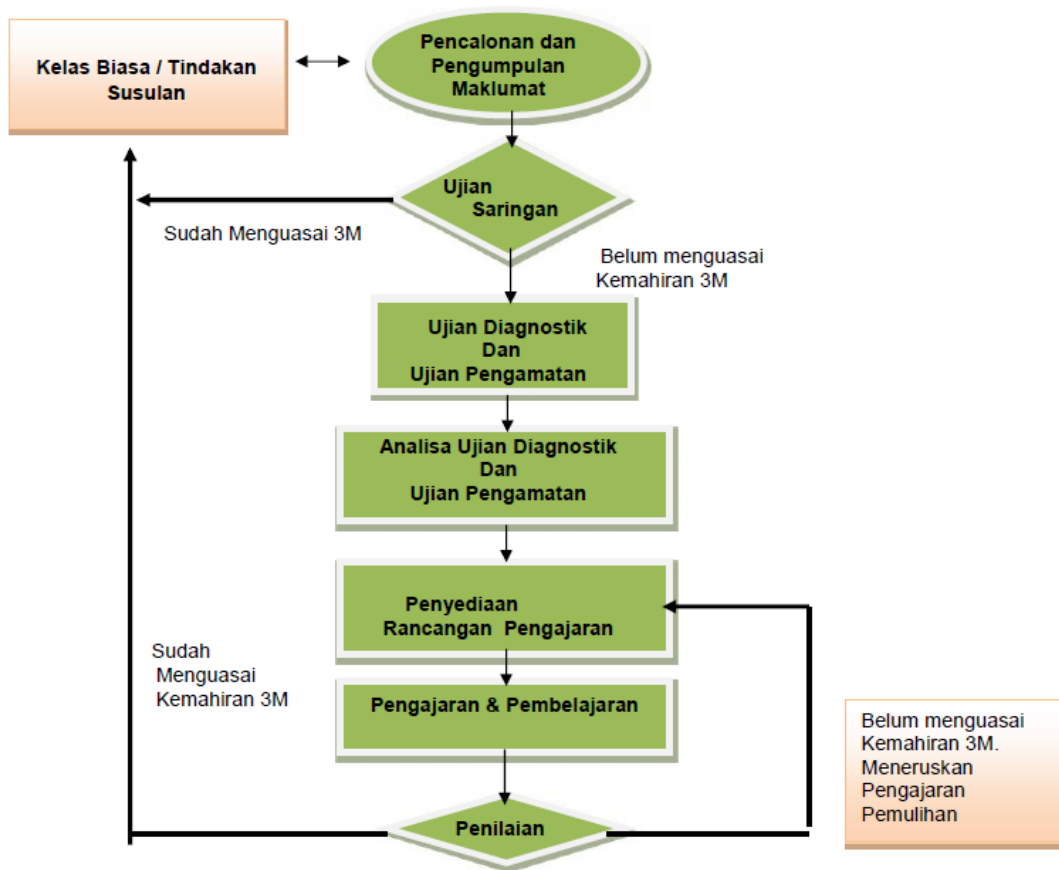 Kelas Biasa / Tindakan
Susulan
Pencalonan dan
Pengumpulan
Maklumat
Ujian
Saringan
Sudah Menguasai 3M
Belum menguasai
Kemahiran 3M
Ujian Diagnostik
Dan
Ujian Pengamatan
Analisa Ujian Diagnostik
Dan
Ujian Pengamatan
Penyediaan
Rancangan Pengajaran
Sudah
Menguasai
Kemahiran 3M
Pengajaran & Pembelajaran
Belum menguasai
Kemahiran 3M.
Meneruskan
Pengajaran
Pemulihan
Penilaian